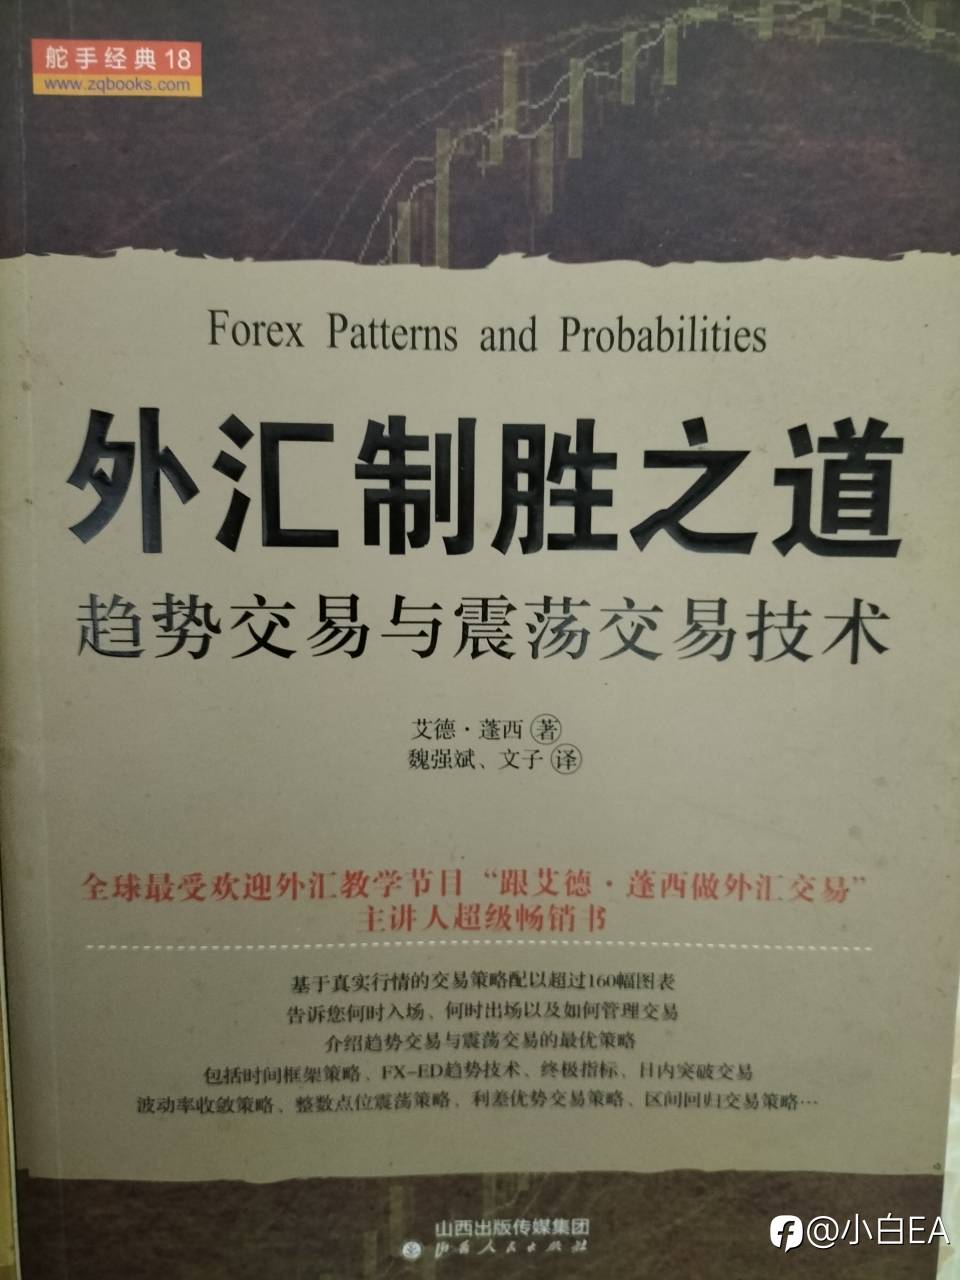 舵手经典 18
www.zqbooks.com
Forex Patterns and Probabilities
外汇制胜之道
趋势交易与震荡交易技术
艾德·蓬西 著
魏强斌、文子 译
全球最受欢迎外汇教学节目“跟艾德·蓬西做外汇交易”
主讲人超级畅销书
基于真实行情的交易策略配以超过160幅图表
告诉您何时入场、何时出场以及如何管理交易
介绍趋势交易与震荡交易的最优策略
包括时间框架策略、FX-ED趋势技术、终极指标、日内突破交易
波动率收敛策略、整数点位震荡策略、利差优势交易策略、区间回归交易策略…
山西出版传媒集团
山西人民出版社
@小白EA